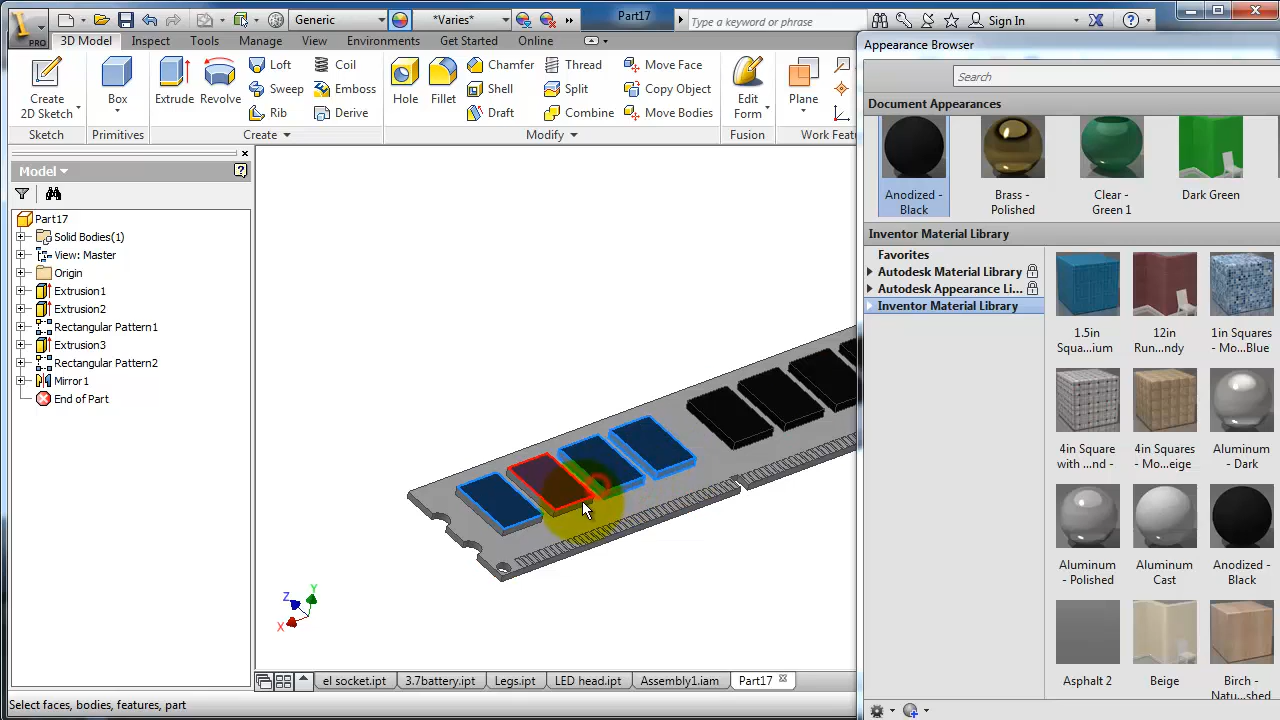 Generic
*Varies*
Part17
Type a keyword or phrase
Sign In
PRO
3D Model
Inspect
Tools
Manage
View
Environments
Get Started
Online
Create
2D Sketch
Box
Extrude
Revolve
Loft
Sweep
Rib
Coil
Emboss
Derive
Hole
Fillet
Chamfer
Shell
Draft
Thread
Split
Combine
Move Face
Copy Object
Move Bodies
Edit
Form
Plane
Sketch
Primitives
Create
Modify
Fusion
Work Feat
Model
Part17
Solid Bodies(1)
View: Master
Origin
Extrusion1
Extrusion2
Rectangular Pattern1
Extrusion3
Rectangular Pattern2
Mirror1
End of Part
Z
Y
X
el socket.ipt
3.7battery.ipt
Legs.ipt
LED head.ipt
Assembly1.iam
Part17
Select faces, bodies, features, part
Appearance Browser
Search
Document Appearances
Anodized -
Black
Brass -
Polished
Clear -
Green 1
Dark Green
Inventor Material Library
Favorites
Autodesk Material Library
Autodesk Appearance Li...
Inventor Material Library
1.5in
Squa...ium
12in
Run...ndy
1in Squares
- Mo...Blue
4in Square
with ...nd -
4in Squares
- Mo...eige
Aluminum
- Dark
Aluminum
- Polished
Aluminum
Cast
Anodized -
Black
Asphalt 2
Beige
Birch -
Natu...shed